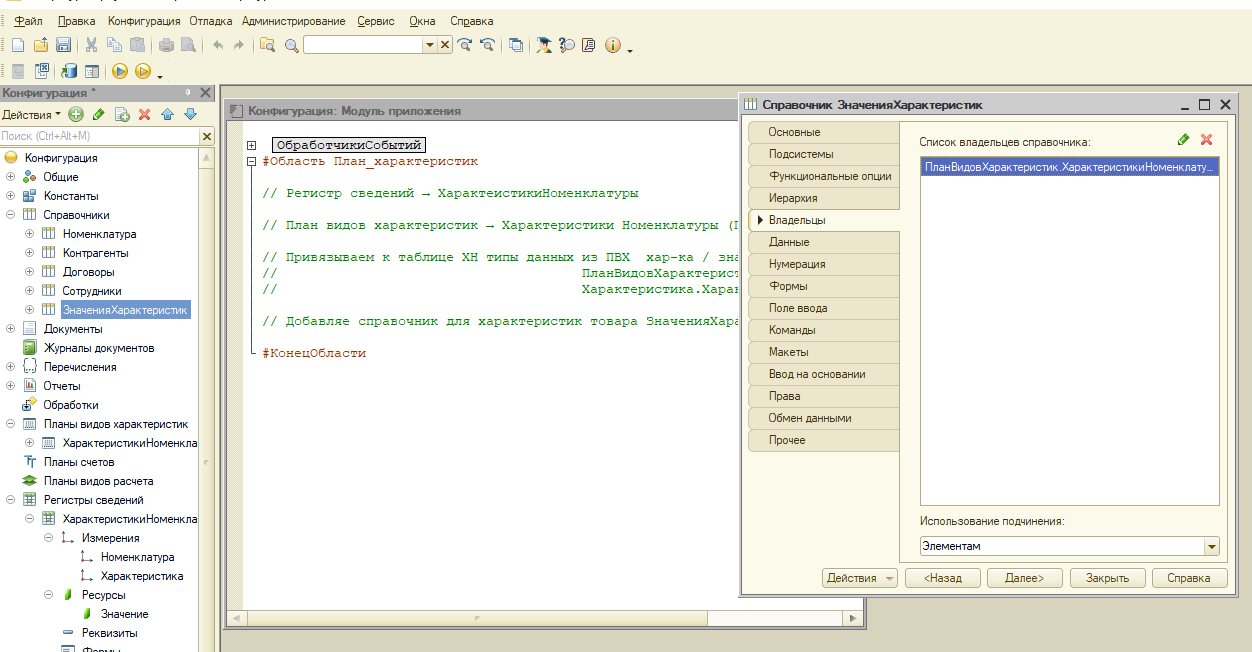 Файл Правка Конфигурация Отладка Администрирование Сервис Окна Справка
Конфигурация *
Действия
Поиск (Ctrl+Alt+M)
Конфигурация
Общие
Константы
Справочники
Номенклатура
Контрагенты
Договоры
Сотрудники
ЗначенияХарактеристик
Документы
Журналы документов
Перечисления
Отчеты
Обработки
Планы видов характеристик
ХарактеристикиНоменкла
Планы счетов
Планы видов расчета
Регистры сведений
ХарактеристикиНоменкла
Измерения
Номенклатура
Характеристика
Ресурсы
Значение
Реквизиты
Формы
Конфигурация: Модуль приложения
ОбработчикиСобытий
#Область План_характеристик
// Регистр сведений → ХарактеистикиНоменклатуры
// План видов характеристик → Характеристики Номенклатуры (П
// Привязываем к таблице ХН типы данных из ПВХ хар-ка / зна
// ПланВидовХарактерист
// Характеристика.Харак
// Добавляе справочник для характеристик товара ЗначенияХара
#КонецОбласти
Справочник ЗначенияХарактеристик
Основные
Подсистемы
Функциональные опции
Иерархия
Владельцы
Данные
Нумерация
Формы
Поле ввода
Команды
Макеты
Ввод на основании
Права
Обмен данными
Прочее
Список владельцев справочника:
ПланВидовХарактеристик.ХарактеристикиНоменклату...
Использование подчинения:
Элементам
Действия <Назад Далее> Закрыть Справка